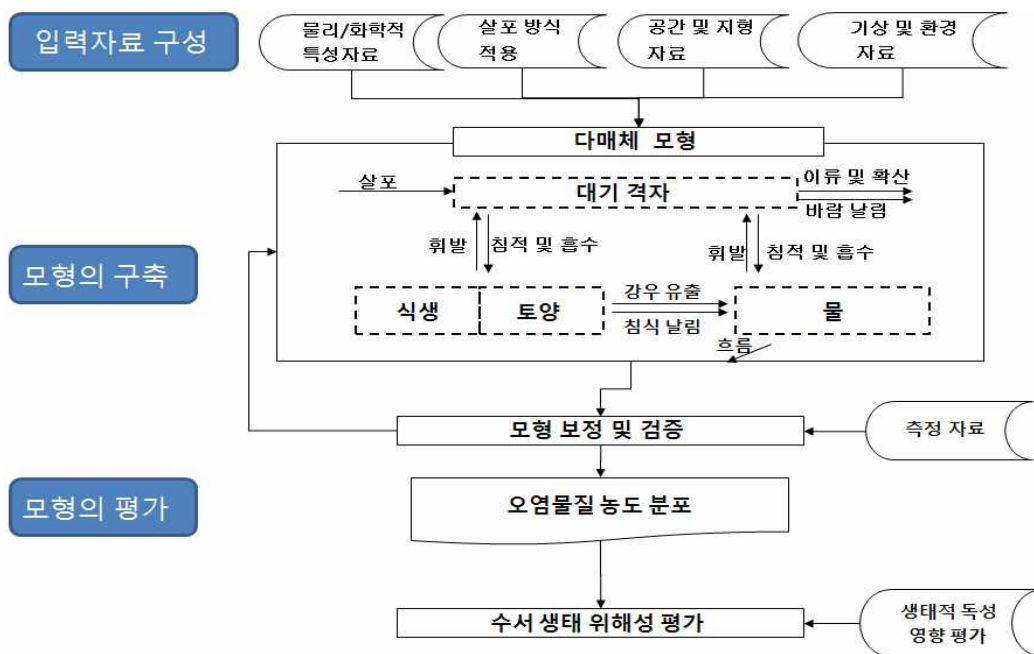 입력자료 구성
물리/화학적
특성자료
살포 방식
적용
공간 및 지형
자료
기상 및 환경
자료
다매체 모형
살포
대기 격자
이류 및 확산
바람 날림
휘발
침적 및 흡수
휘발
침적 및 흡수
모형의 구축
식생
토양
강우 유출
침식 날림
물
흐름
모형 보정 및 검증
측정 자료
모형의 평가
오염물질 농도 분포
수서 생태 위해성 평가
생태적 독성
영향 평가